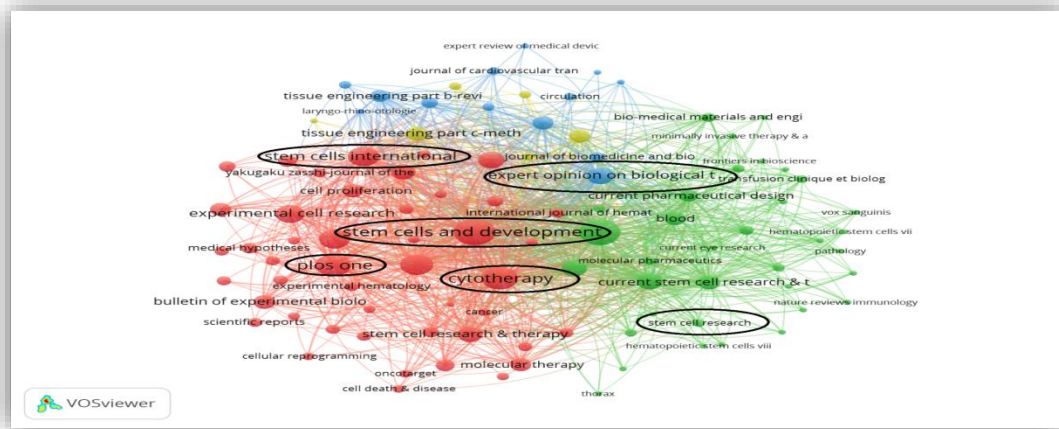 expert review of medical devic
journal of cardiovascular tran
tissue engineering part b-revi
circulation
laryngo-rhino-otologie
bio-medical materials and engi
tissue engineering part c-meth
minimally invasive therapy & a
stem cells international
journal of biomedicine and bio
frontiers in bioscience
yakugaku zasshi-journal of the
expert opinion on biological t
transfusion clinique et biolog
cell proliferation
current pharmaceutical design
experimental cell research
international journal of hemat
blood
vox sanguinis
stem cells and development
hematopoietic stem cells vii
medical hypotheses
current eye research
pathology
plos one
molecular pharmaceutics
cytotherapy
experimental hematology
current stem cell research & t
bulletin of experimental biolo
nature reviews immunology
cancer
scientific reports
stem cell research
stem cell research & therapy
hematopoietic stem cells viii
cellular reprogramming
molecular therapy
oncotarget
cell death & disease
thorax
VOSviewer